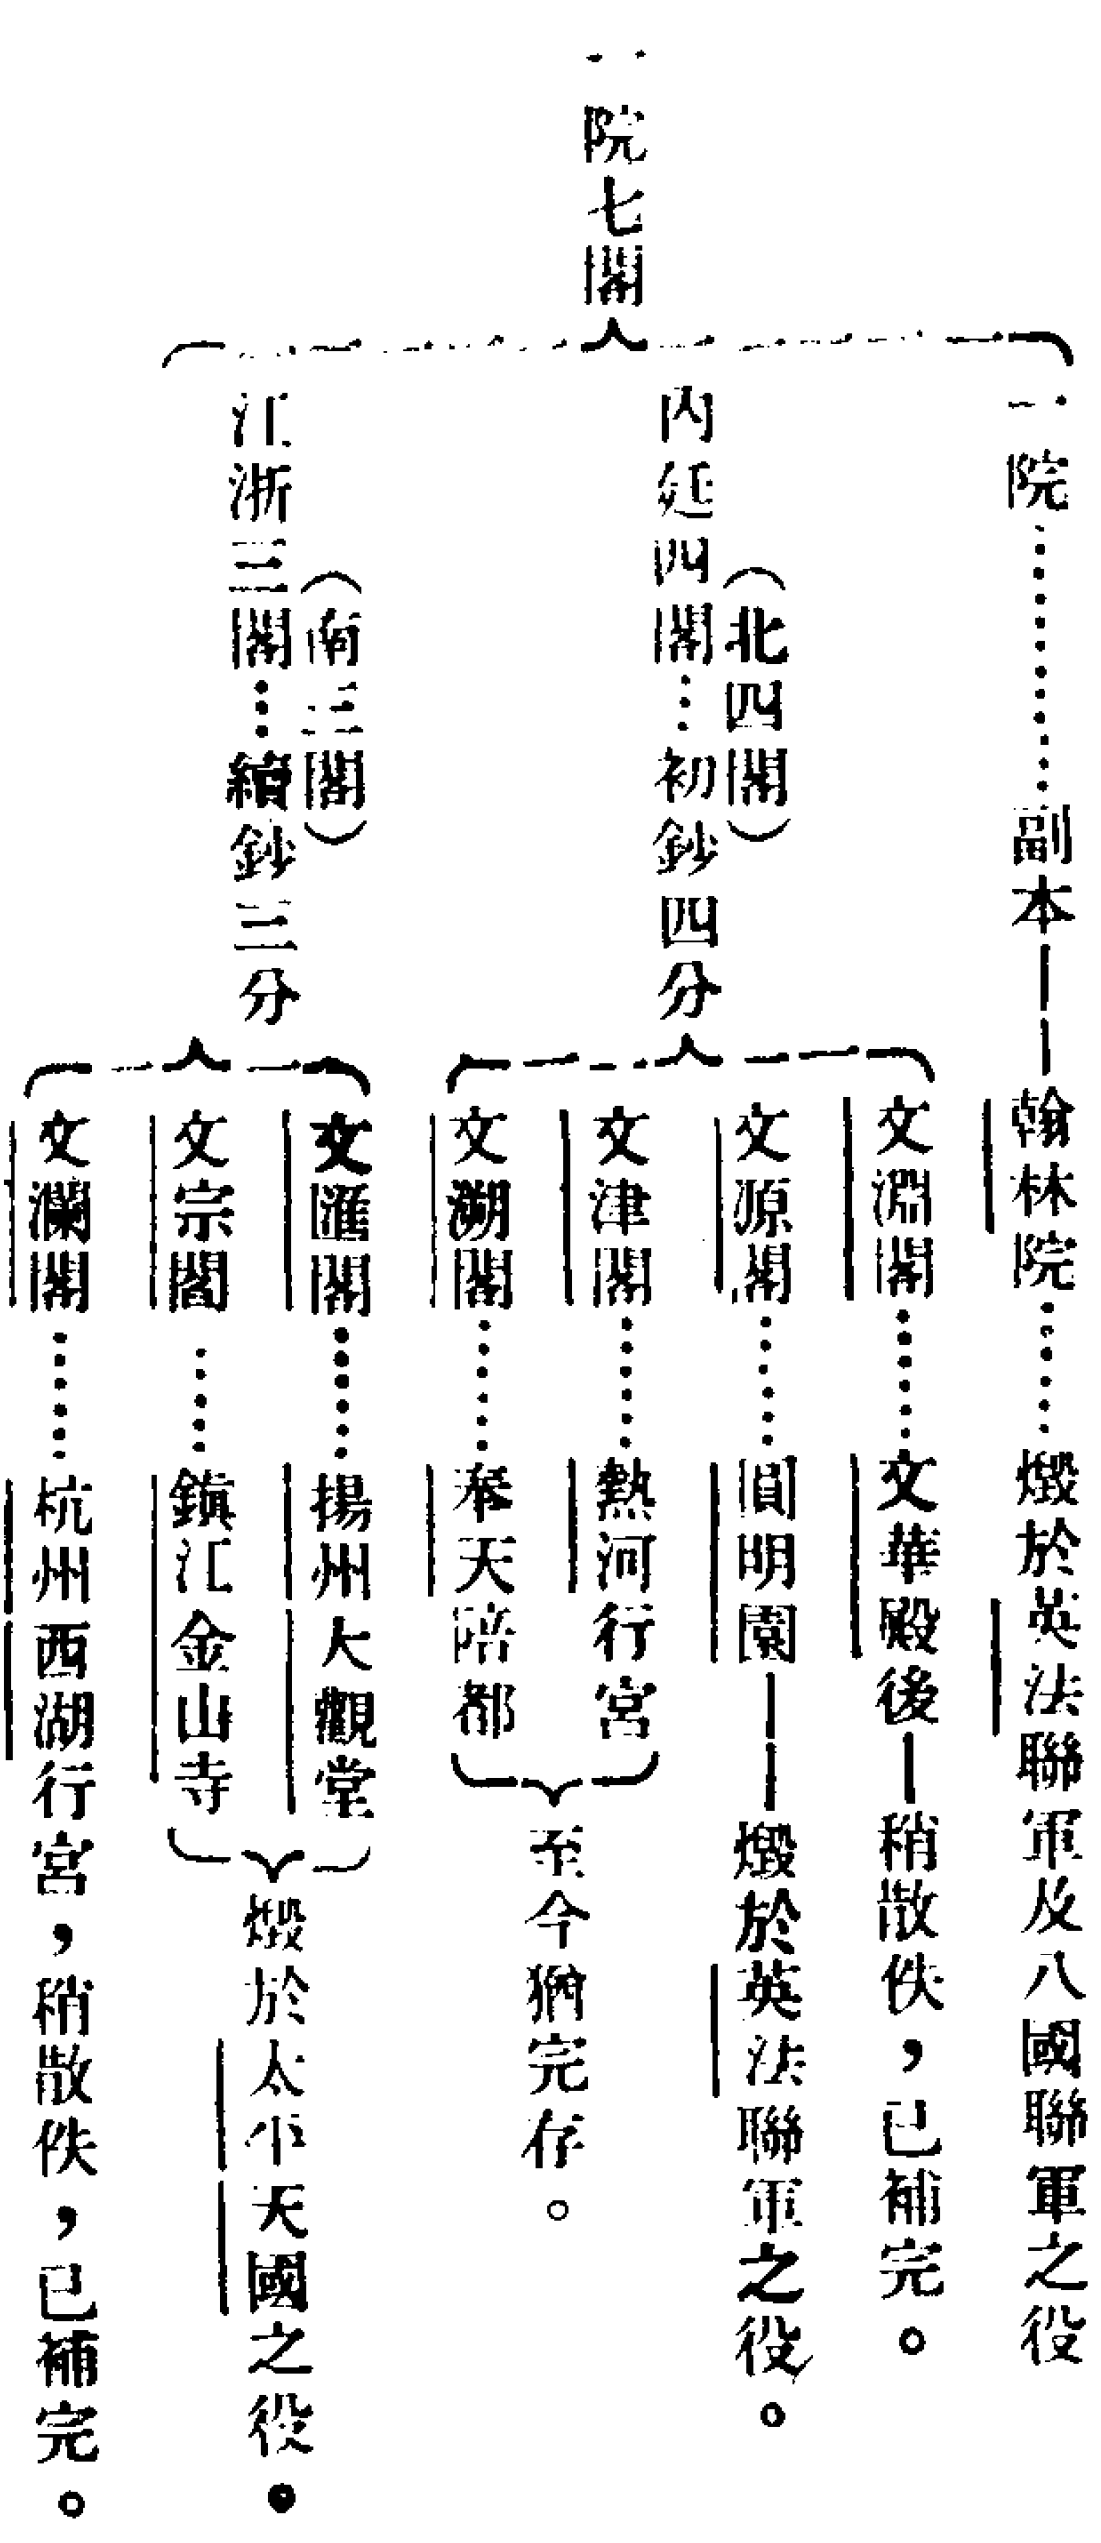 一院七閣
一院…………副本——翰林院……燬於英法聯軍及八國聯軍之役
（北四閣）
內廷四閣…初鈔四分
文淵閣……文華殿後—稍散佚，已補完。
文源閣……圓明園——燬於英法聯軍之役。
文津閣……熱河行宮
文溯閣……奉天陪都
至今猶完存。
（南三閣）
江浙三閣…續鈔三分
文匯閣……揚州大觀堂
文宗閣……鎭江金山寺
燬於太平天國之役。
文瀾閣……杭州西湖行宮，稍散佚，已補完。